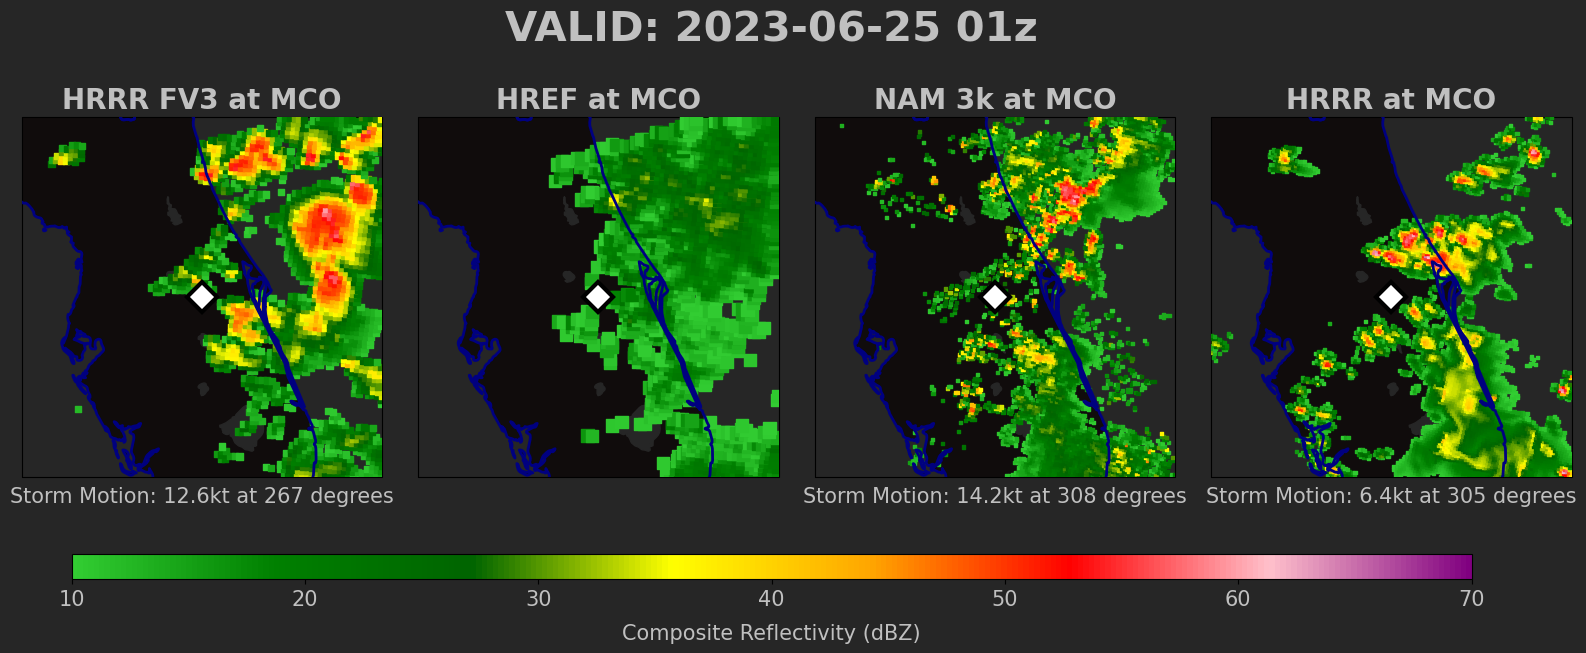 VALID: 2023-06-25 01z
HRRR FV3 at MCO
HREF at MCO
NAM 3k at MCO
HRRR at MCO
Storm Motion: 12.6kt at 267 degrees
Storm Motion: 14.2kt at 308 degrees
Storm Motion: 6.4kt at 305 degrees
10 20 30 40 50 60 70
Composite Reflectivity (dBZ)